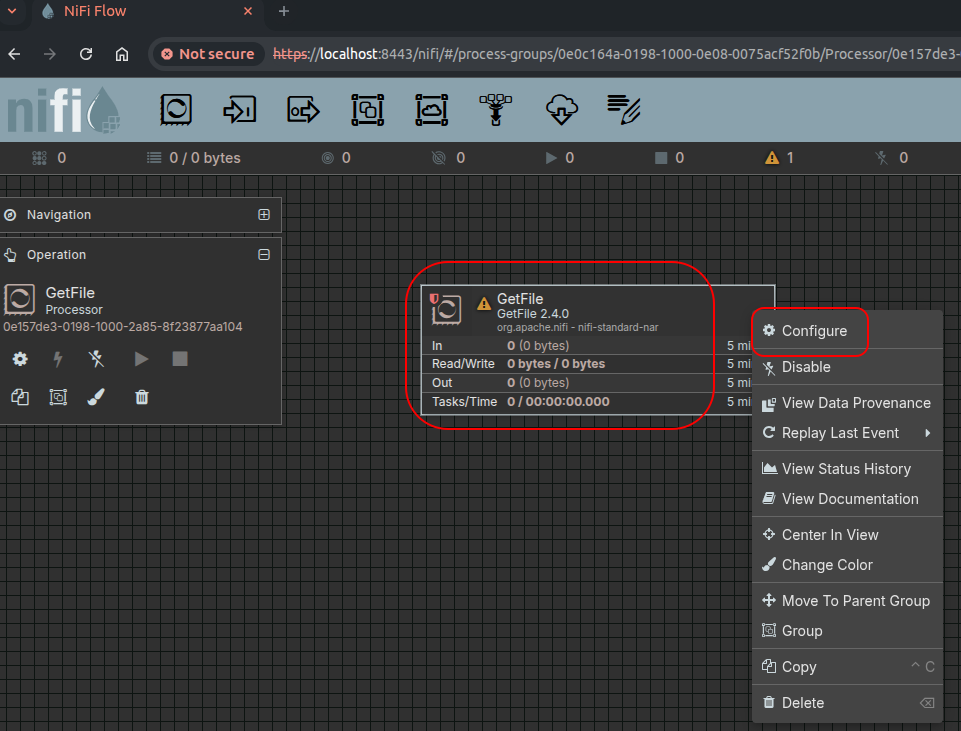 NiFi Flow
Not secure https://localhost:8443/nifi/#/process-groups/0e0c164a-0198-1000-0e08-0075acf52f0b/Processor/0e157de3-
nifi
0 0 / 0 bytes 0 0 0 0 1 0
Navigation
Operation
GetFile
Processor
0e157de3-0198-1000-2a85-8f23877aa104
GetFile
GetFile 2.4.0
org.apache.nifi - nifi-standard-nar
In 0 (0 bytes) 5 mi
Read/Write 0 bytes / 0 bytes 5 mi
Out 0 (0 bytes) 5 mi
Tasks/Time 0 / 00:00:00.000 5 mi
Configure
Disable
View Data Provenance
Replay Last Event
View Status History
View Documentation
Center In View
Change Color
Move To Parent Group
Group
Copy ^ C
Delete